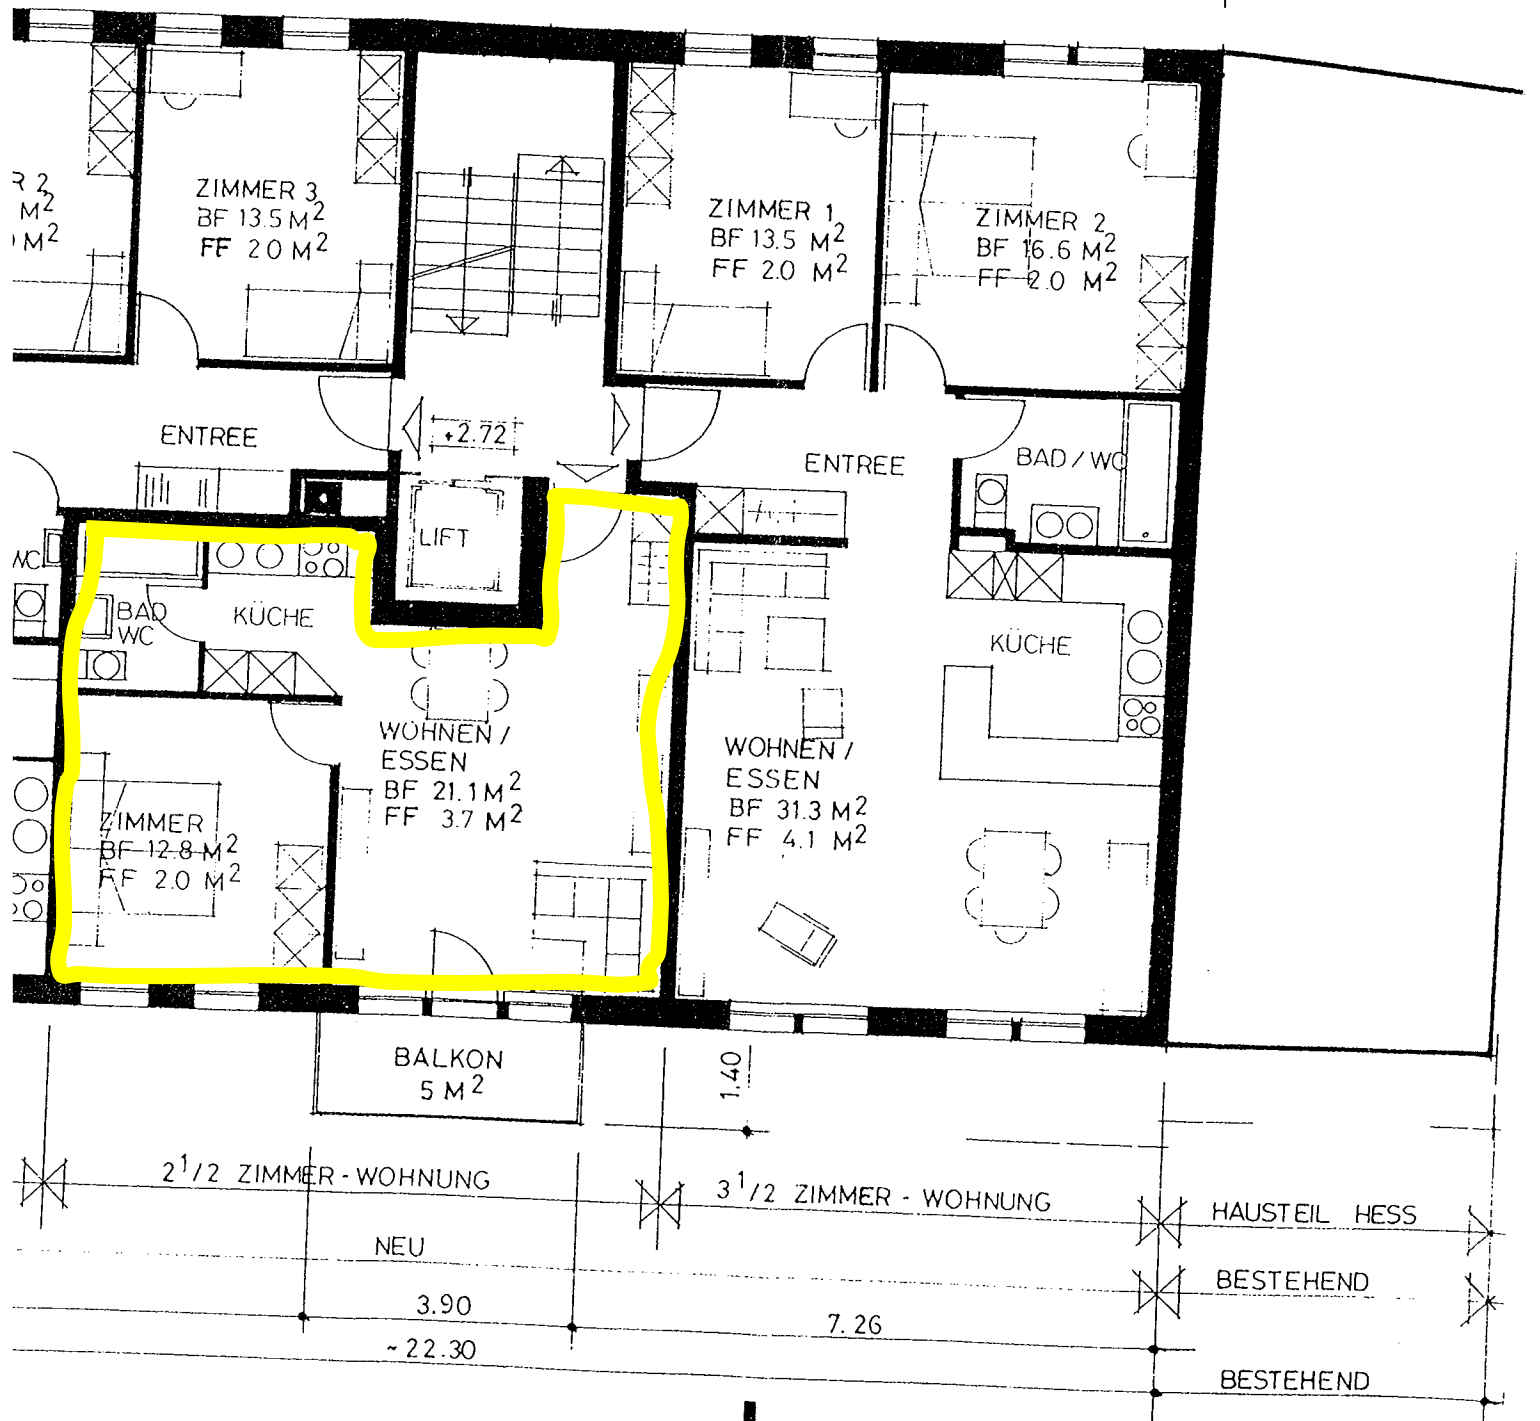 R 2
M²
M²
ZIMMER 3
BF 13.5 M²
FF 2.0 M²
ZIMMER 1
BF 13.5 M²
FF 2.0 M²
ZIMMER 2
BF 16.6 M²
FF 2.0 M²
ENTREE
+2.72
ENTREE
BAD/WC
LIFT
WC
BAD
WC
KÜCHE
KÜCHE
WOHNEN /
ESSEN
BF 21.1 M²
FF 3.7 M²
WOHNEN /
ESSEN
BF 31.3 M²
FF 4.1 M²
ZIMMER
BF 12.8 M²
FF 2.0 M²
BALKON
5 M²
1.40
2 1/2 ZIMMER - WOHNUNG
3 1/2 ZIMMER - WOHNUNG
HAUSTEIL HESS
NEU
BESTEHEND
3.90
7.26
~22.30
BESTEHEND